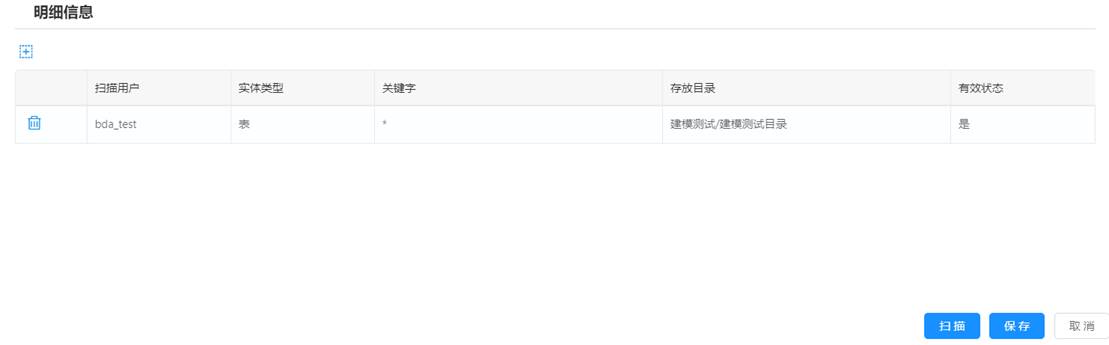 明细信息
扫描用户 实体类型 关键字 存放目录 有效状态
bda_test 表 * 建模测试/建模测试目录 是
扫描 保存 取消